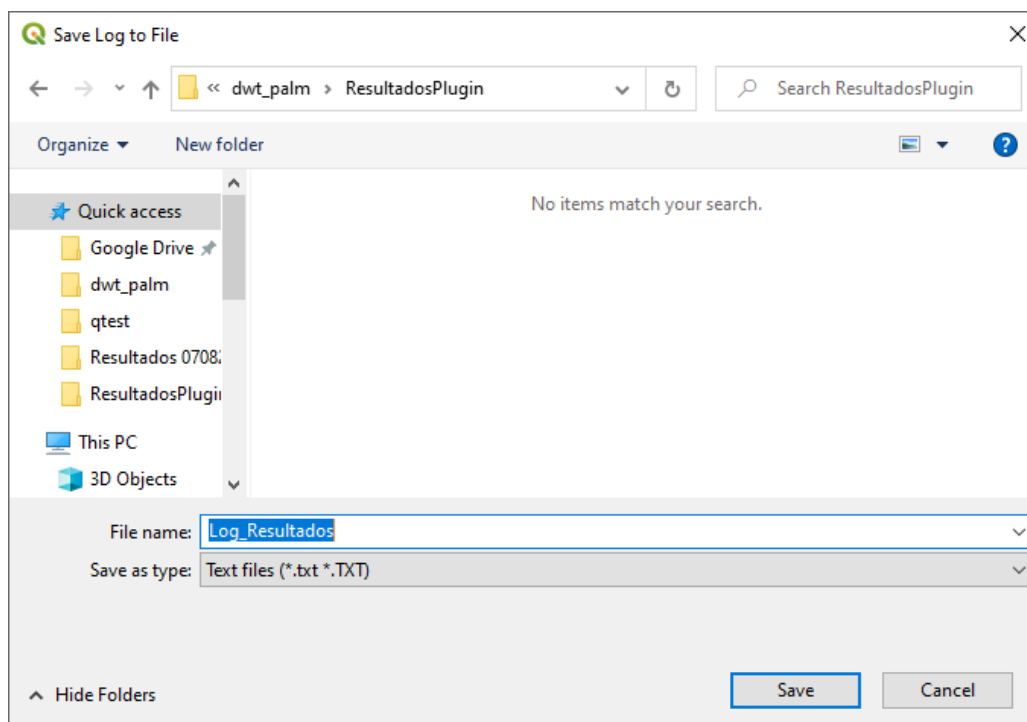 Save Log to File
« dwt_palm › ResultadosPlugin
Search ResultadosPlugin
Organize
New folder
Quick access
No items match your search.
Google Drive
dwt_palm
qtest
Resultados 0708
ResultadosPlugi
This PC
3D Objects
File name: Log_Resultados
Save as type: Text files (*.txt *.TXT)
Hide Folders
Save
Cancel